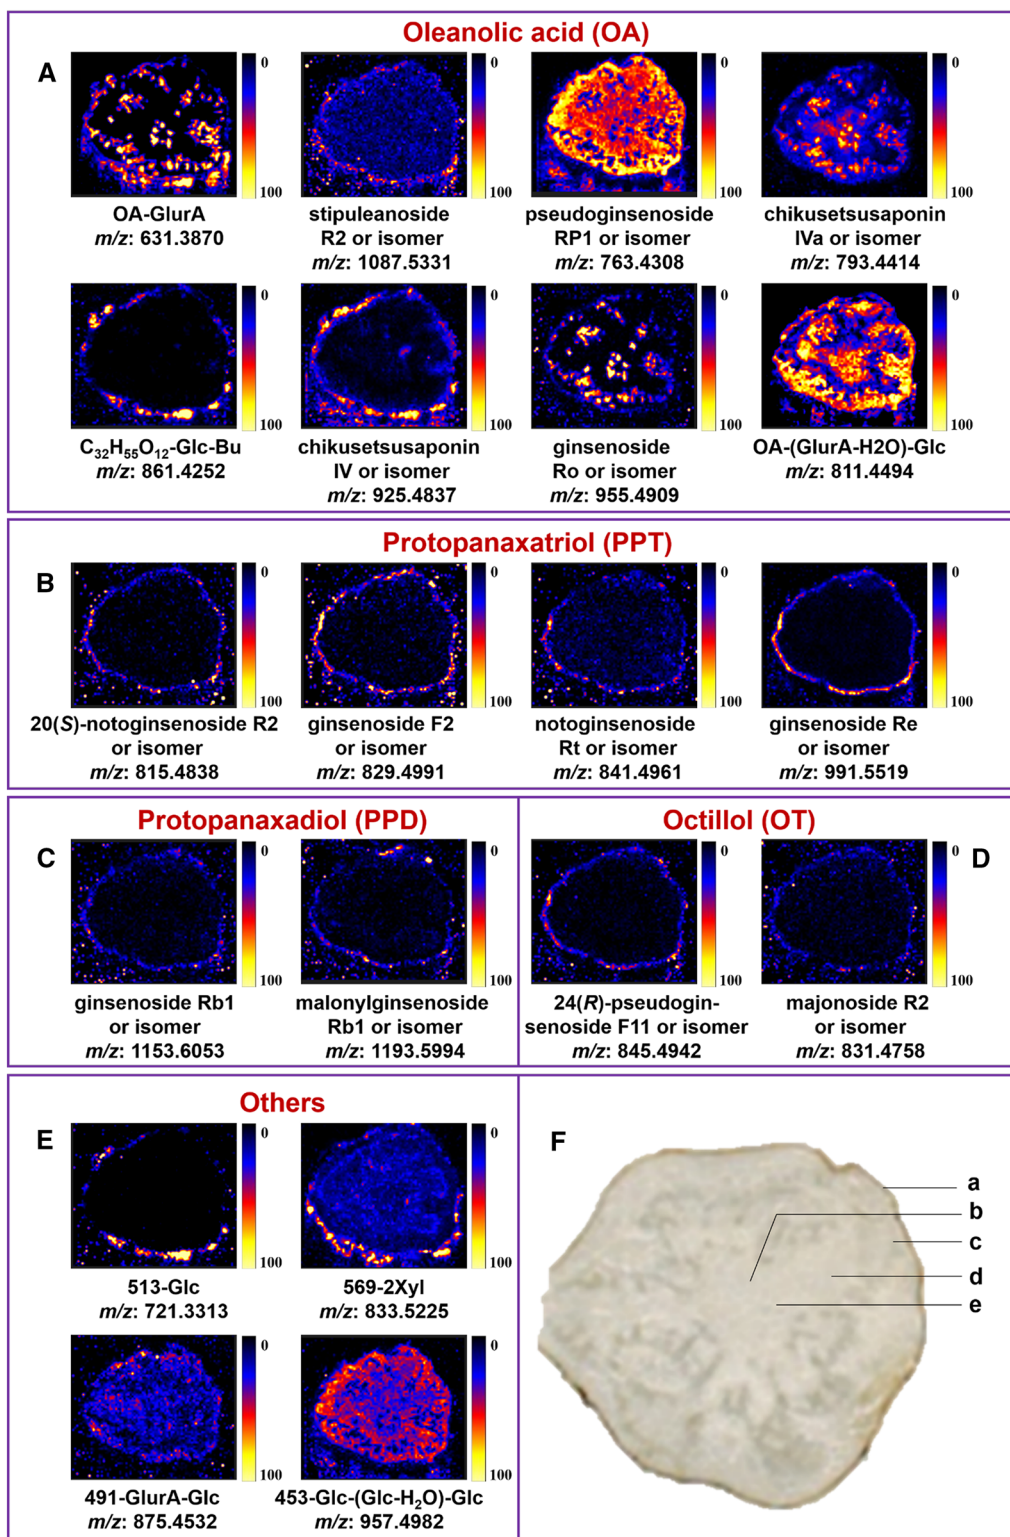 Oleanolic acid (OA)
A
0
100
0
100
0
100
0
100
OA-GlurA
m/z: 631.3870
stipuleanoside
R2 or isomer
m/z: 1087.5331
pseudoginsenoside
RP1 or isomer
m/z: 763.4308
chikusetsusaponin
IVa or isomer
m/z: 793.4414
0
100
0
100
0
100
0
100
C₃₂H₅₅O₁₂-Glc-Bu
m/z: 861.4252
chikusetsusaponin
IV or isomer
m/z: 925.4837
ginsenoside
Ro or isomer
m/z: 955.4909
OA-(GlurA-H2O)-Glc
m/z: 811.4494
Protopanaxatriol (PPT)
B
0
100
0
100
0
100
0
100
20(S)-notoginsenoside R2
or isomer
m/z: 815.4838
ginsenoside F2
or isomer
m/z: 829.4991
notoginsenoside
Rt or isomer
m/z: 841.4961
ginsenoside Re
or isomer
m/z: 991.5519
Protopanaxadiol (PPD)
C
0
100
0
100
ginsenoside Rb1
or isomer
m/z: 1153.6053
malonylginsenoside
Rb1 or isomer
m/z: 1193.5994
Octillol (OT)
D
0
100
0
100
24(R)-pseudogin-
senoside F11 or isomer
m/z: 845.4942
majonoside R2
or isomer
m/z: 831.4758
Others
E
0
100
0
100
513-Glc
m/z: 721.3313
569-2Xyl
m/z: 833.5225
0
100
0
100
491-GlurA-Glc
m/z: 875.4532
453-Glc-(Glc-H₂O)-Glc
m/z: 957.4982
F
a
b
c
d
e